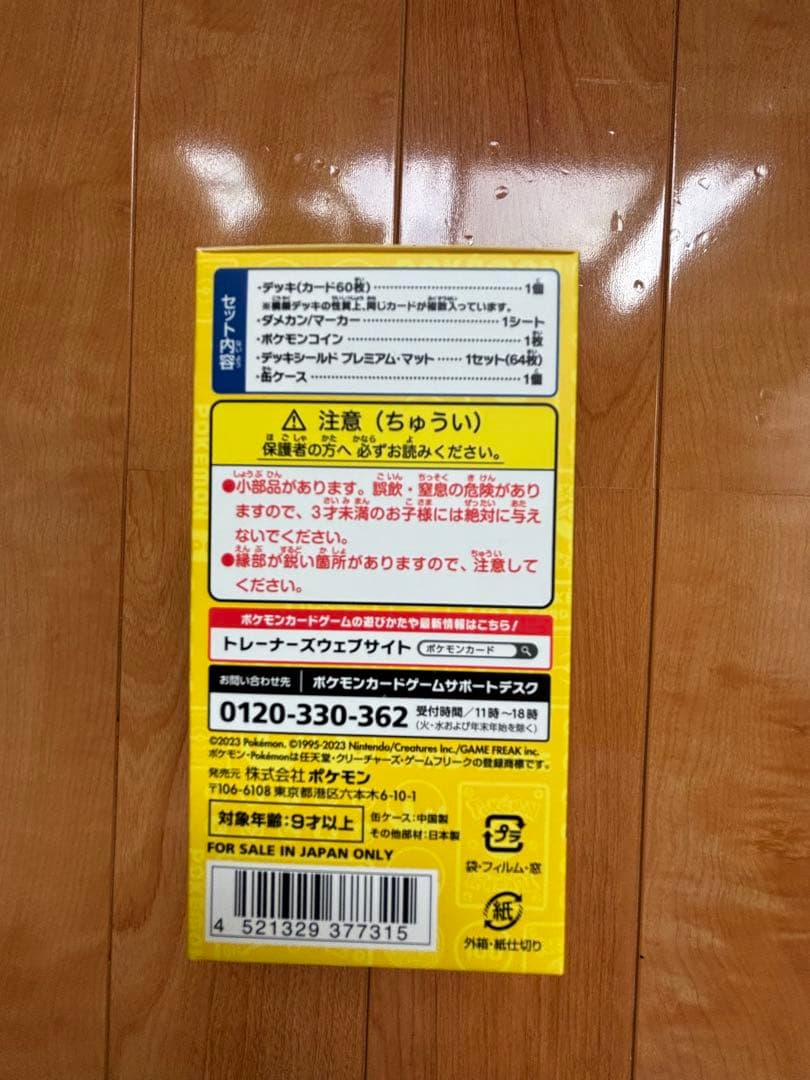 セット内容
・デッキ(カード60枚)……1個
※構築デッキの性質上、同じカードが複数入っています。
・ダメカン/マーカー……1シート
・ポケモンコイン……1枚
・デッキシールド プレミアム・マット……1セット(64枚)
・缶ケース……1個
⚠ 注意（ちゅうい）
保護者の方へ 必ずお読みください。
●小部品があります。誤飲・窒息の危険があり
ますので、3才未満のお子様には絶対に与え
ないでください。
●縁部が鋭い箇所がありますので、注意して
ください。
ポケモンカードゲームの遊びかたや最新情報はこちら!
トレーナーズウェブサイト ポケモンカード
お問い合わせ先 ポケモンカードゲームサポートデスク
0120-330-362 受付時間/11時〜18時
(火・水および年末年始を除く)
©2023 Pokémon. ©1995-2023 Nintendo/Creatures Inc./GAME FREAK inc.
ポケモン・Pokémonは任天堂・クリーチャーズ・ゲームフリークの登録商標です。
発売元 株式会社 ポケモン
〒106-6108 東京都港区六本木6-10-1
対象年齢:9才以上
缶ケース:中国製
その他部材:日本製
FOR SALE IN JAPAN ONLY
4 521329 377315
プラ
袋・フィルム・窓
紙
外箱・紙仕切り
POKÉMON